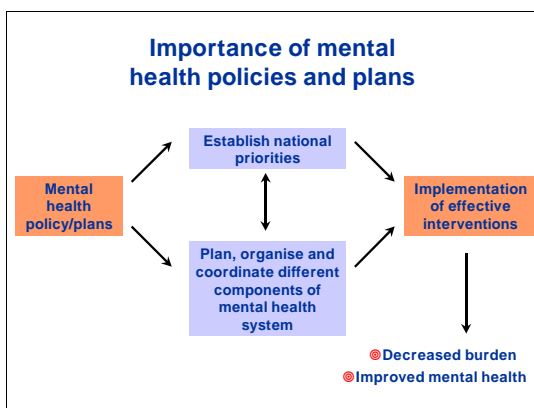 Importance of mental
health policies and plans
Establish national
priorities
Mental
health
policy/plans
Implementation
of effective
interventions
Plan, organise and
coordinate different
components of
mental health
system
Decreased burden
Improved mental health